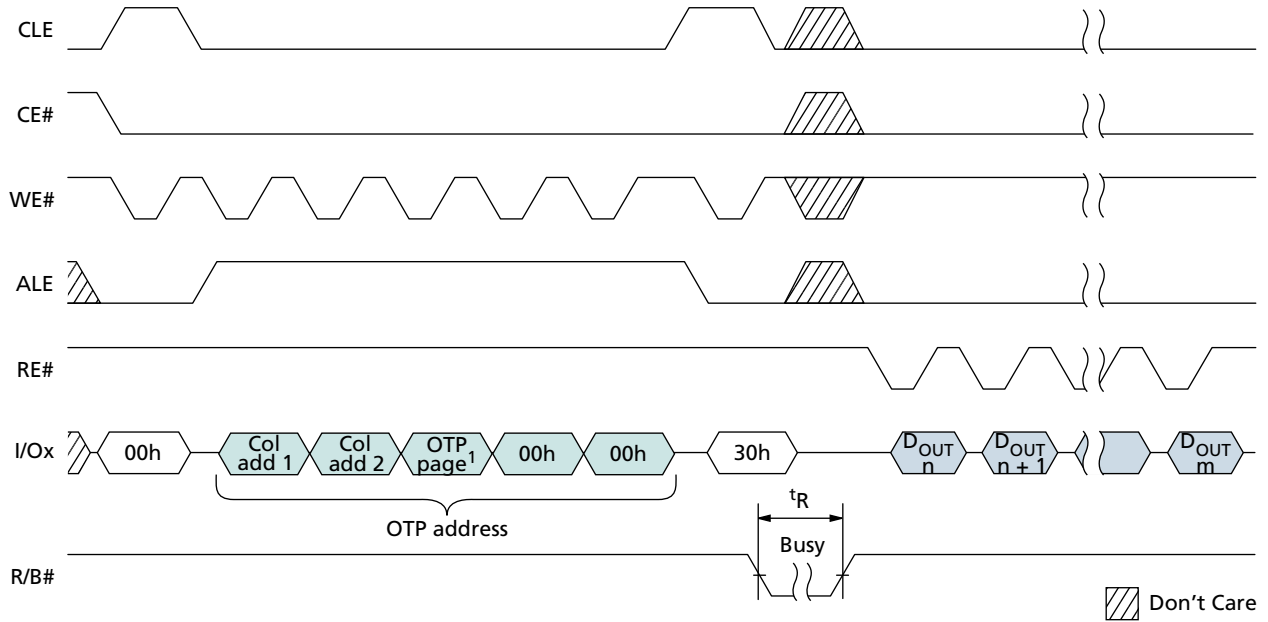 CLE
CE#
WE#
ALE
RE#
I/Ox
00h
Col
add 1
Col
add 2
OTP
page1
00h
00h
30h
DOUT
n
DOUT
n + 1
DOUT
m
OTP address
tR
Busy
R/B#
Don't Care